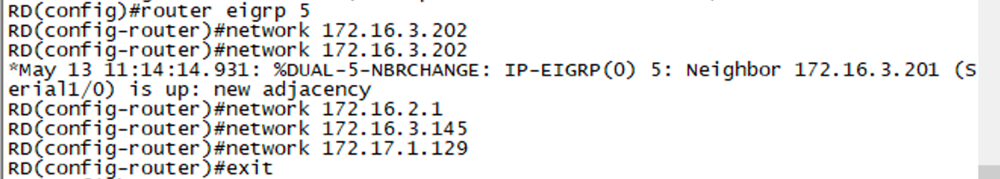 RD(config)#router eigrp 5
RD(config-router)#network 172.16.3.202
RD(config-router)#network 172.16.3.202
*May 13 11:14:14.931: %DUAL-5-NBRCHANGE: IP-EIGRP(0) 5: Neighbor 172.16.3.201 (S
erial1/0) is up: new adjacency
RD(config-router)#network 172.16.2.1
RD(config-router)#network 172.16.3.145
RD(config-router)#network 172.17.1.129
RD(config-router)#exit